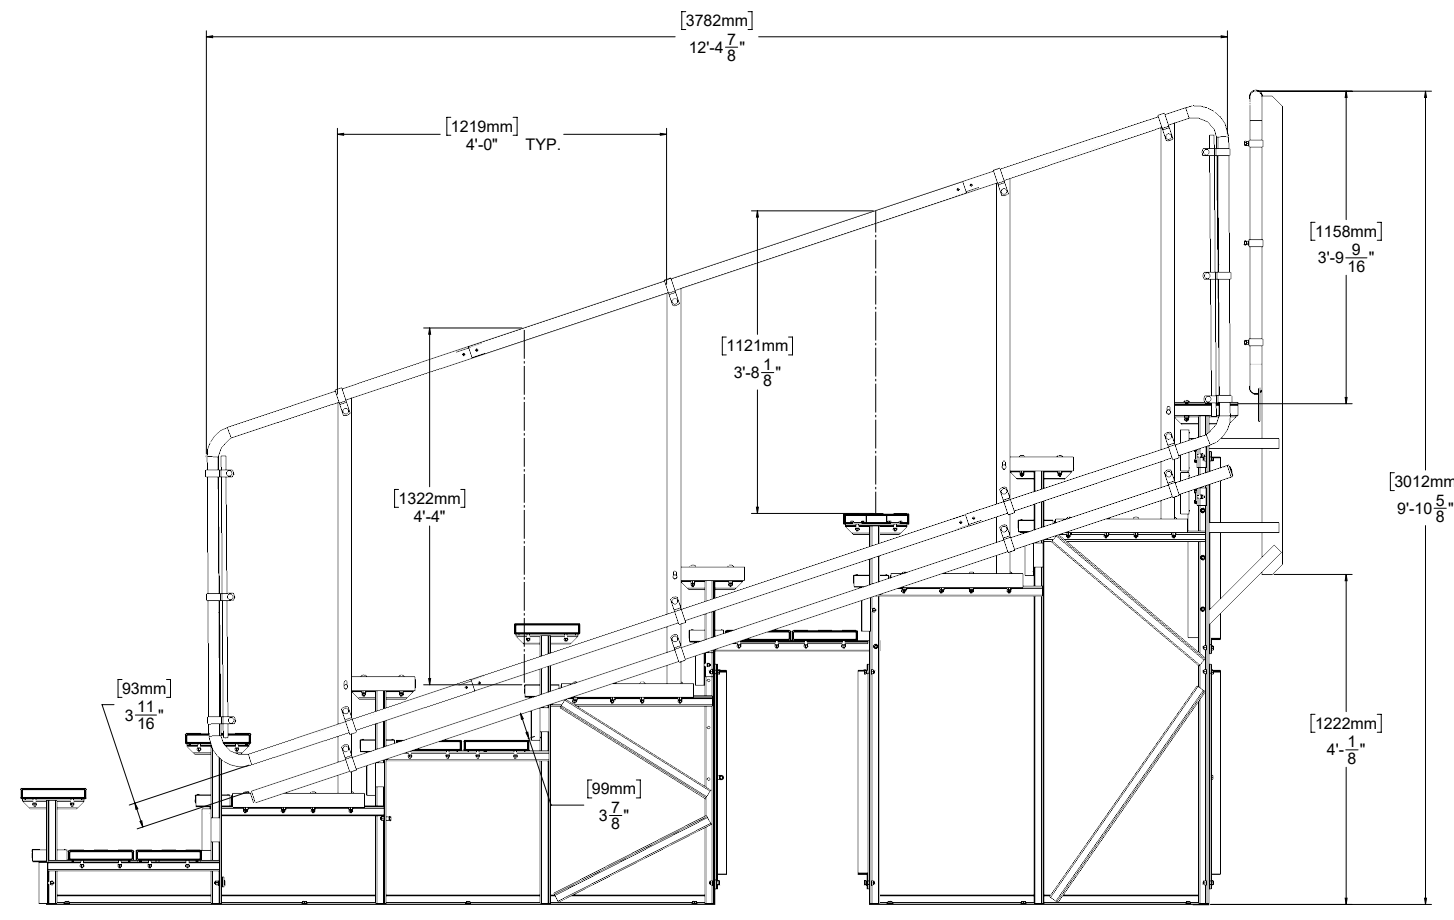 [3782mm]
12'-4 7/8"
[1219mm]
4'-0" TYP.
[1158mm]
3'-9 9/16"
[1121mm]
3'-8 1/8"
[1322mm]
4'-4"
[3012mm
9'-10 5/8"
[93mm]
3 11/16"
[1222mm]
4'-1/8"
[99mm]
3 7/8"